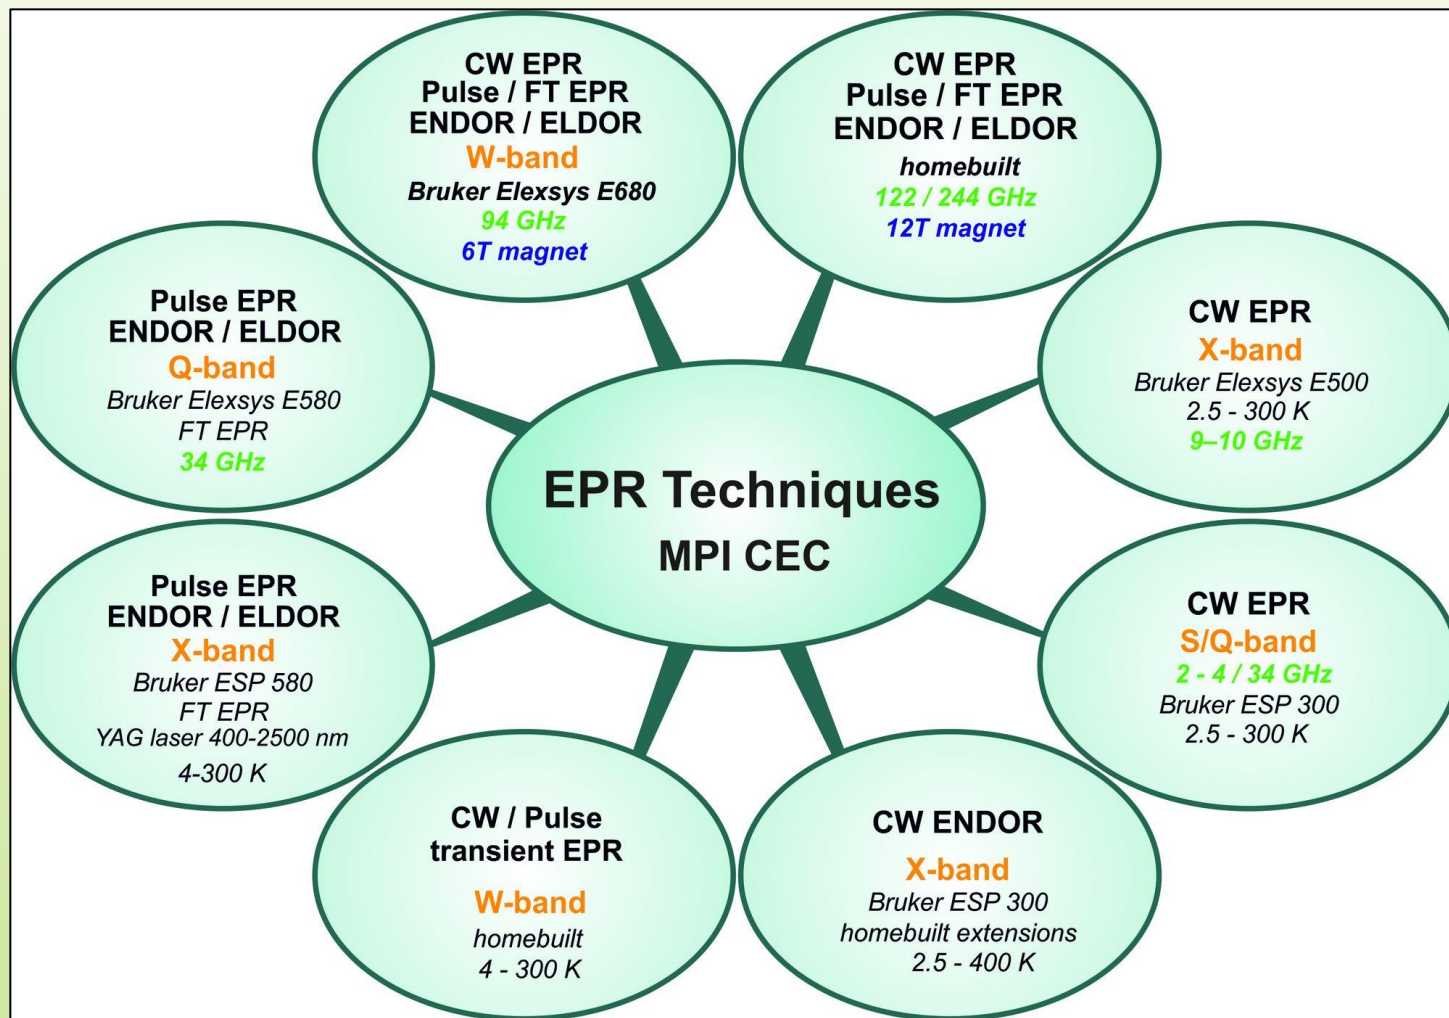 CW EPR
Pulse / FT EPR
ENDOR / ELDOR
W-band
Bruker Elexsys E680
94 GHz
6T magnet
CW EPR
Pulse / FT EPR
ENDOR / ELDOR
homebuilt
122 / 244 GHz
12T magnet
Pulse EPR
ENDOR / ELDOR
Q-band
Bruker Elexsys E580
FT EPR
34 GHz
CW EPR
X-band
Bruker Elexsys E500
2.5 - 300 K
9–10 GHz
EPR Techniques
MPI CEC
Pulse EPR
ENDOR / ELDOR
X-band
Bruker ESP 580
FT EPR
YAG laser 400-2500 nm
4-300 K
CW EPR
S/Q-band
2 - 4 / 34 GHz
Bruker ESP 300
2.5 - 300 K
CW / Pulse
transient EPR
W-band
homebuilt
4 - 300 K
CW ENDOR
X-band
Bruker ESP 300
homebuilt extensions
2.5 - 400 K